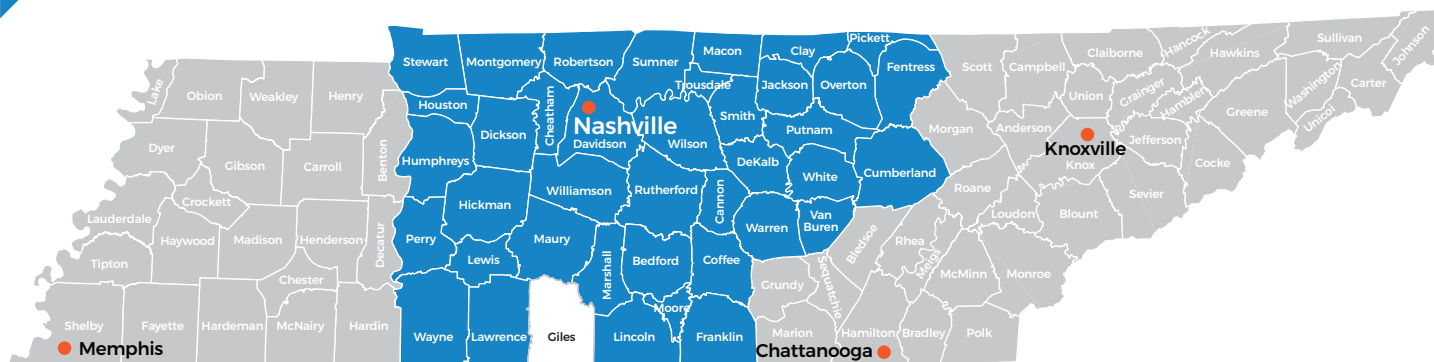 Stewart
Montgomery
Robertson
Sumner
Macon
Clay
Pickett
Fentress
Scott
Campbell
Claiborne
Hancock
Hawkins
Sullivan
Johnson
Lake
Obion
Weakley
Henry
Houston
Dickson
Cheatham
Nashville
Davidson
Trousdale
Wilson
Smith
Jackson
Overton
Putnam
Morgan
Anderson
Union
Grainger
Hamblen
Greene
Washington
Unicoi
Carter
Dyer
Gibson
Carroll
Benton
Humphreys
DeKalb
White
Cumberland
Knoxville
Knox
Jefferson
Cocke
Crockett
Lauderdale
Haywood
Madison
Henderson
Decatur
Perry
Hickman
Williamson
Rutherford
Cannon
Warren
Van
Buren
Roane
Loudon
Blount
Sevier
Tipton
Chester
Lewis
Maury
Marshall
Bedford
Coffee
Grundy
Sequatchie
Bledsoe
Rhea
Meigs
McMinn
Monroe
Shelby
Fayette
Hardeman
McNairy
Hardin
Wayne
Lawrence
Giles
Lincoln
Moore
Franklin
Marion
Hamilton
Bradley
Polk
Memphis
Chattanooga